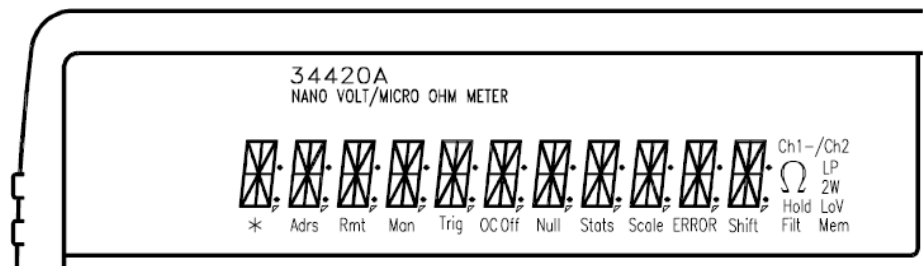 34420A
NANO VOLT/MICRO OHM METER
Ch1-/Ch2
Ω LP
2W
Hold LoV
* Adrs Rmt Man Trig OC Off Null Stats Scale ERROR Shift Filt Mem